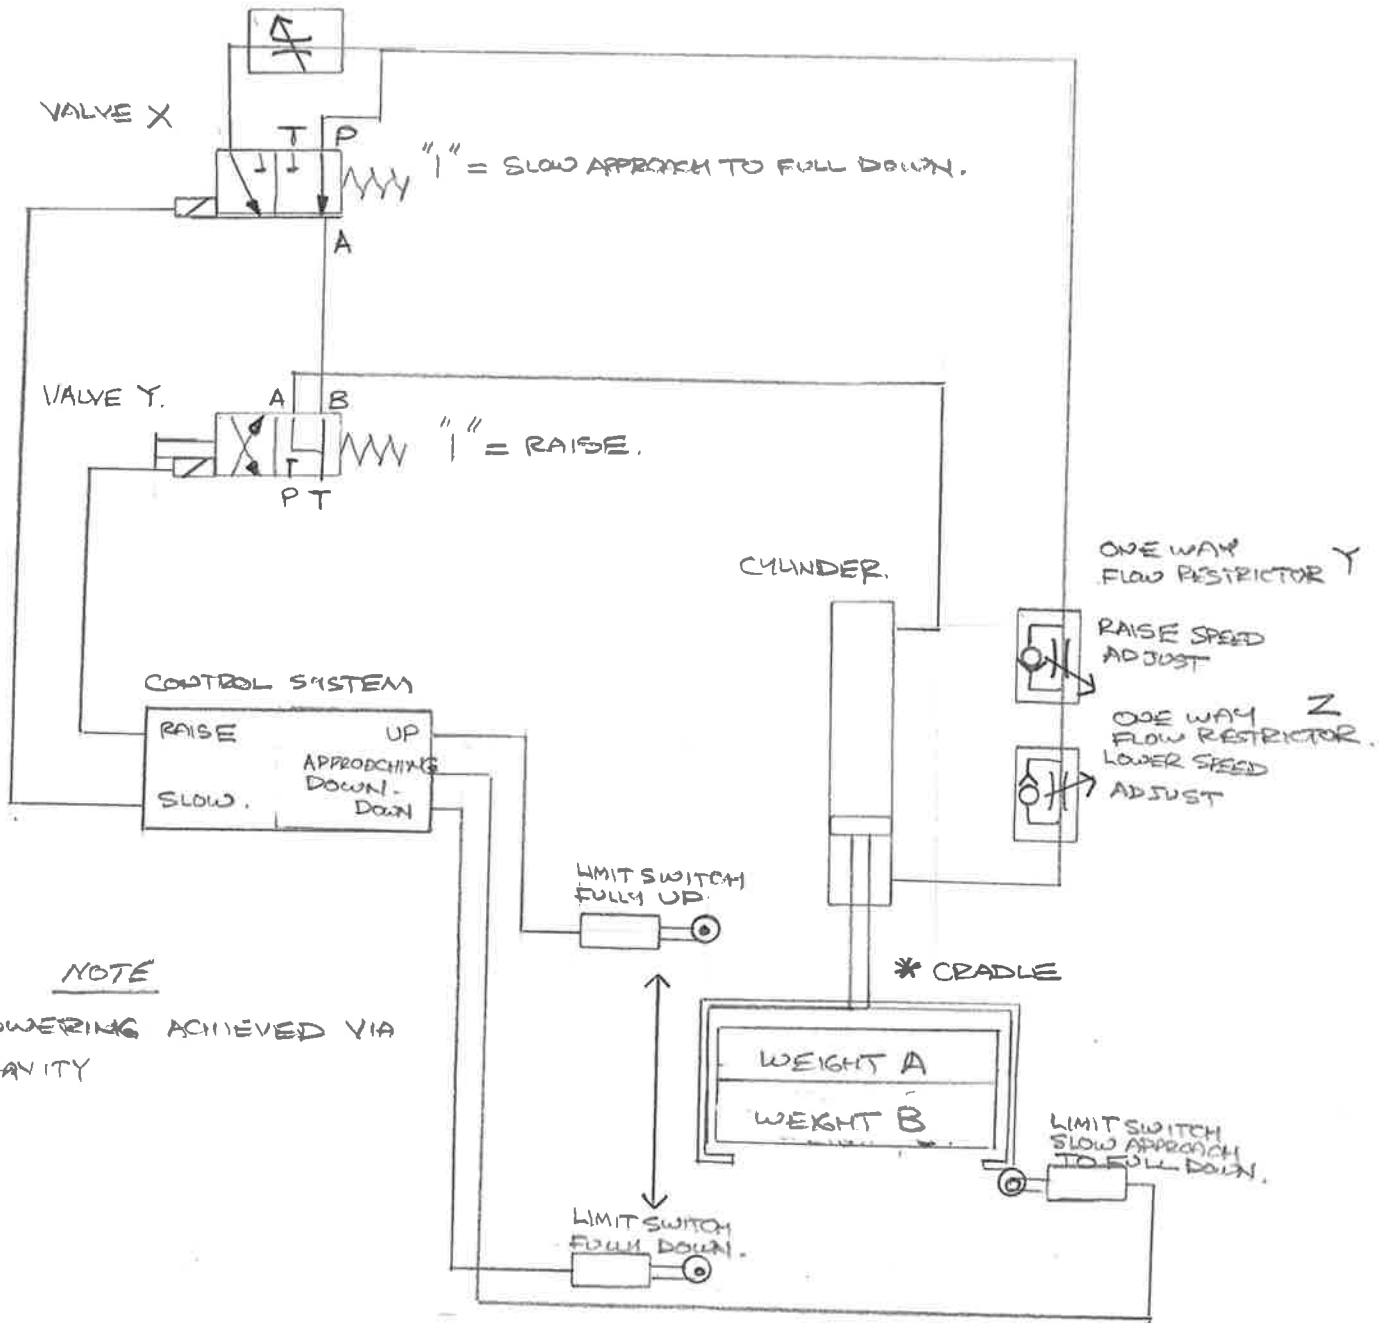 VALVE X
T P
"1" = SLOW APPROACH TO FULL DOWN.
A
VALVE Y.
A B
"1" = RAISE.
P T
CYLINDER.
ONE WAY Y
FLOW RESTRICTOR
RAISE SPEED
ADJUST
ONE WAY Z
FLOW RESTRICTOR.
LOWER SPEED
ADJUST
CONTROL SYSTEM
RAISE UP
APPROACHING
DOWN.
SLOW. DOWN
LIMIT SWITCH
FULLY UP.
NOTE
OWERING ACHIEVED VIA
AVITY
* CRADLE
WEIGHT A
WEIGHT B
LIMIT SWITCH
SLOW APPROACH
TO FULL DOWN.
LIMIT SWITCH
FULLY DOWN.